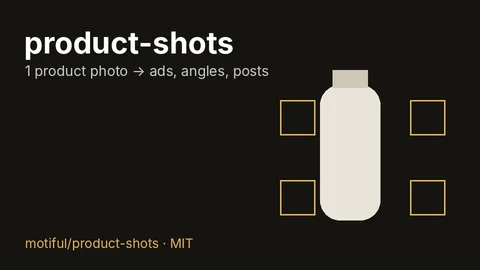 product-shots
1 product photo → ads, angles, posts
motiful/product-shots · MIT